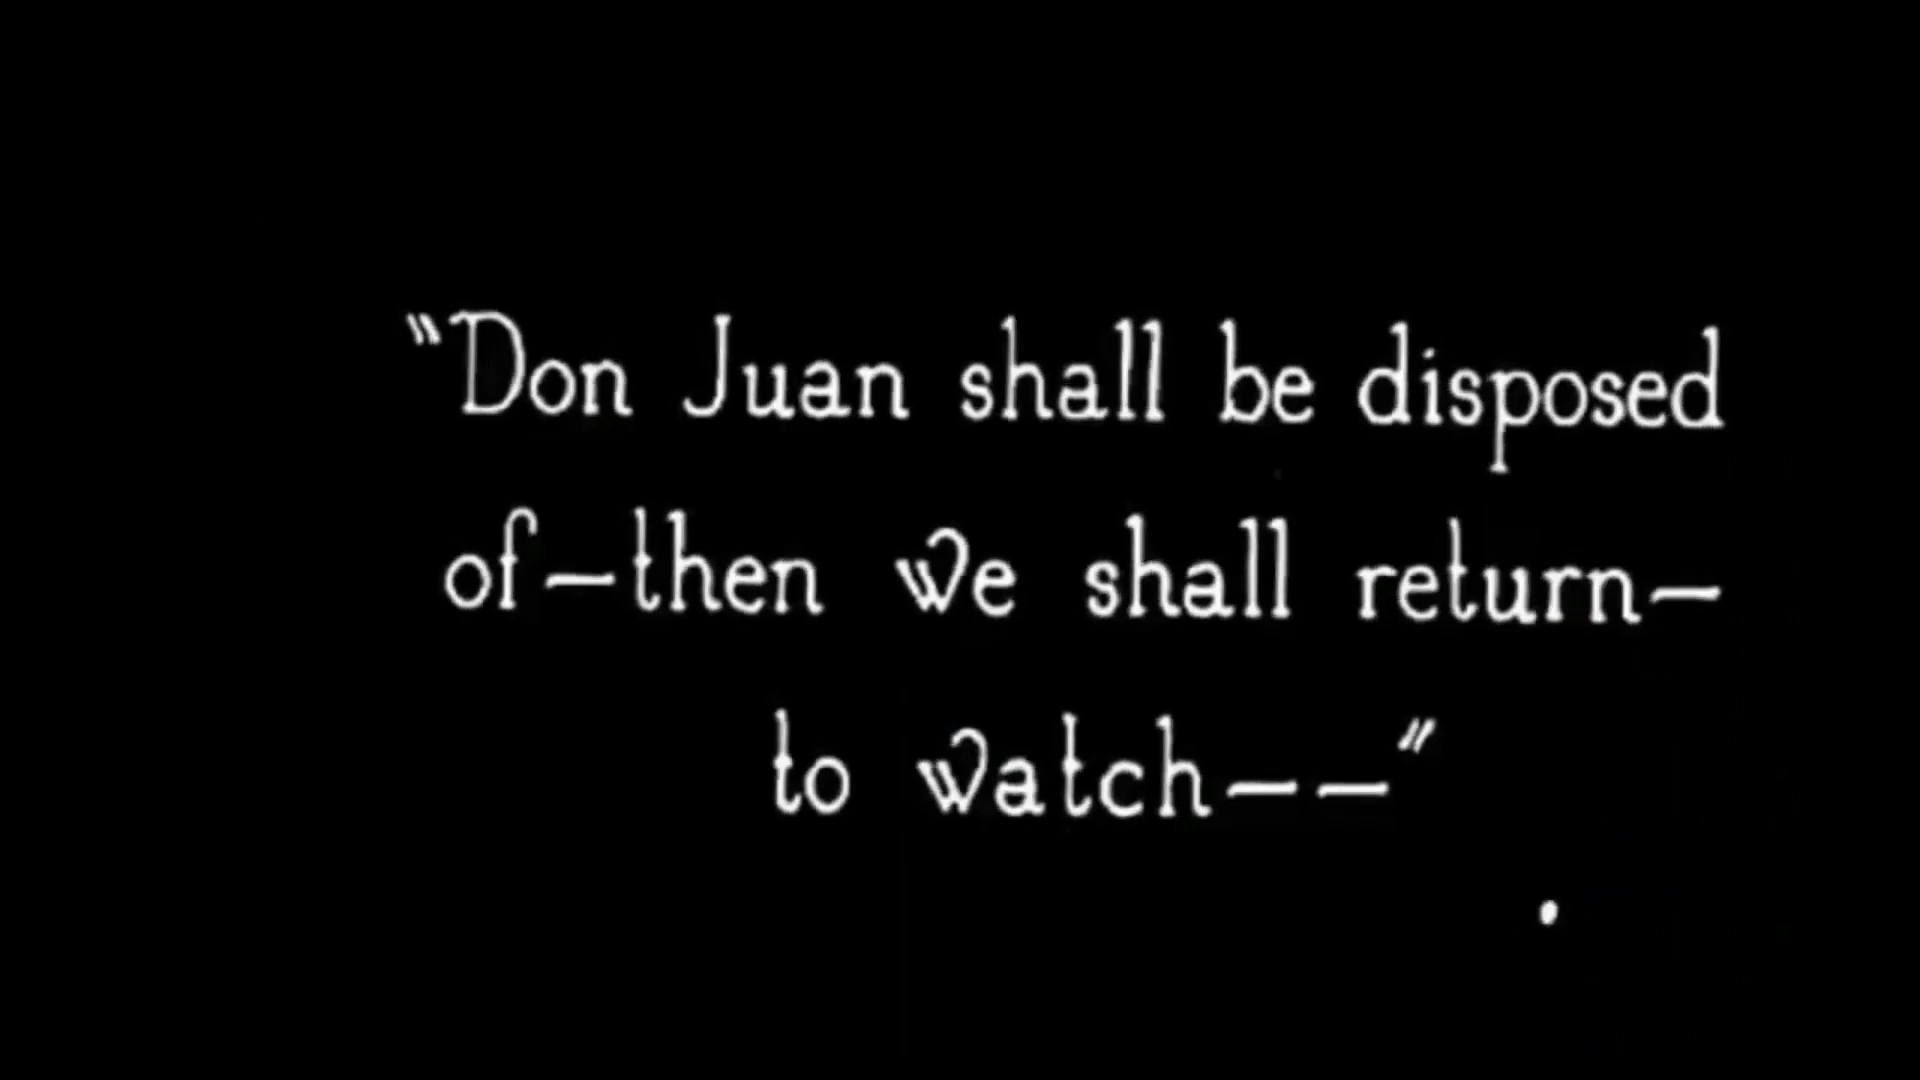 "Don Juan shall be disposed
of—then we shall return—
to watch——"